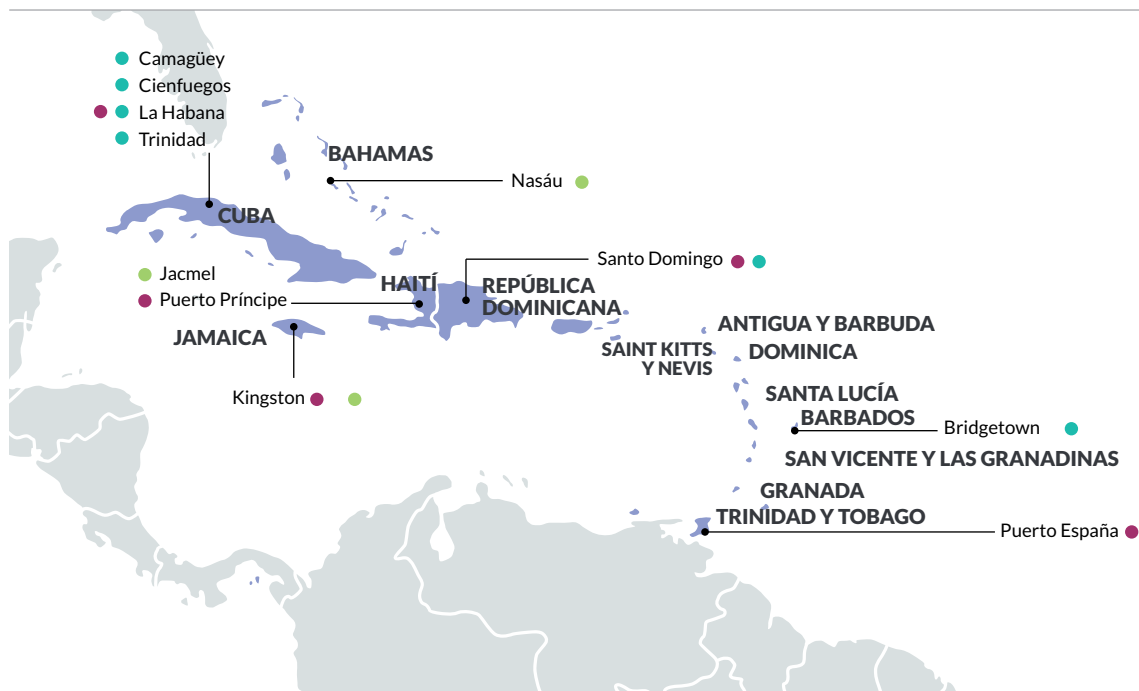 Camagüey
Cienfuegos
La Habana
Trinidad
BAHAMAS
Nasáu
CUBA
Santo Domingo
Jacmel
HAITÍ
REPÚBLICA
DOMINICANA
Puerto Príncipe
JAMAICA
ANTIGUA Y BARBUDA
SAINT KITTS
Y NEVIS
DOMINICA
Kingston
SANTA LUCÍA
BARBADOS
Bridgetown
SAN VICENTE Y LAS GRANADINAS
GRANADA
TRINIDAD Y TOBAGO
Puerto España